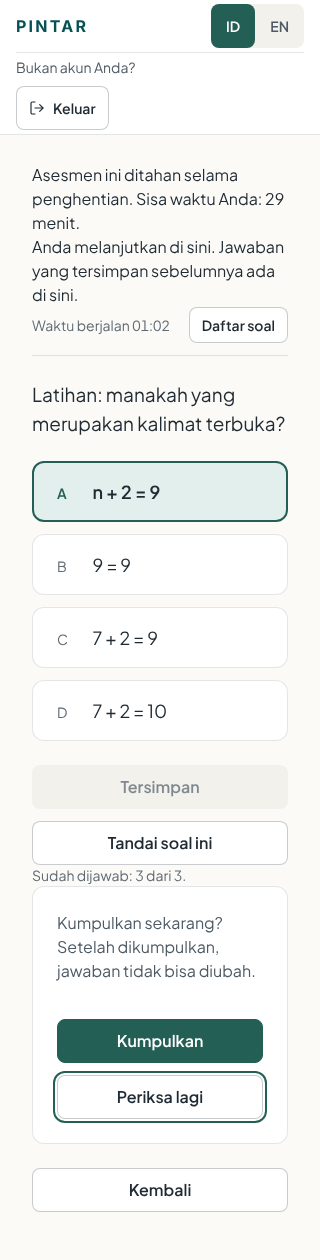 PINTAR
ID
EN
Bukan akun Anda?
Keluar
Asesmen ini ditahan selama
penghentian. Sisa waktu Anda: 29
menit.
Anda melanjutkan di sini. Jawaban
yang tersimpan sebelumnya ada
di sini.
Waktu berjalan 01:02
Daftar soal
Latihan: manakah yang
merupakan kalimat terbuka?
A n + 2 = 9
B 9 = 9
C 7 + 2 = 9
D 7 + 2 = 10
Tersimpan
Tandai soal ini
Sudah dijawab: 3 dari 3.
Kumpulkan sekarang?
Setelah dikumpulkan,
jawaban tidak bisa diubah.
Kumpulkan
Periksa lagi
Kembali